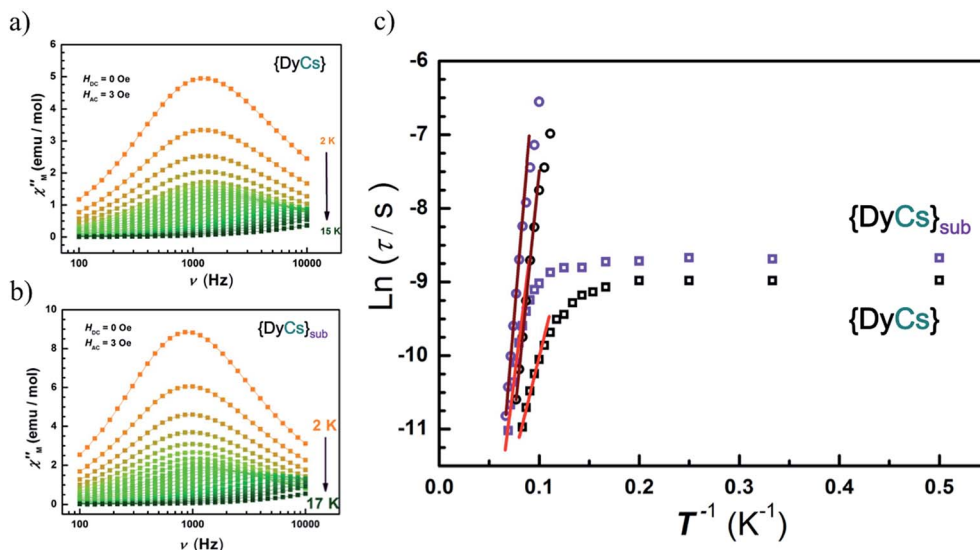 a)
6
5
4
3
2
1
0
χ″M (emu / mol)
HDC = 0 Oe
HAC = 3 Oe
{DyCs}
2 K
15 K
100 1000 10000
ν (Hz)
b)
10
8
6
4
2
0
χ″M (emu / mol)
HDC = 0 Oe
HAC = 3 Oe
{DyCs}sub
2 K
17 K
100 1000 10000
ν (Hz)
c)
-6
-7
-8
-9
-10
-11
Ln (τ / s)
{DyCs}sub
{DyCs}
0.0 0.1 0.2 0.3 0.4 0.5
T-1 (K-1)